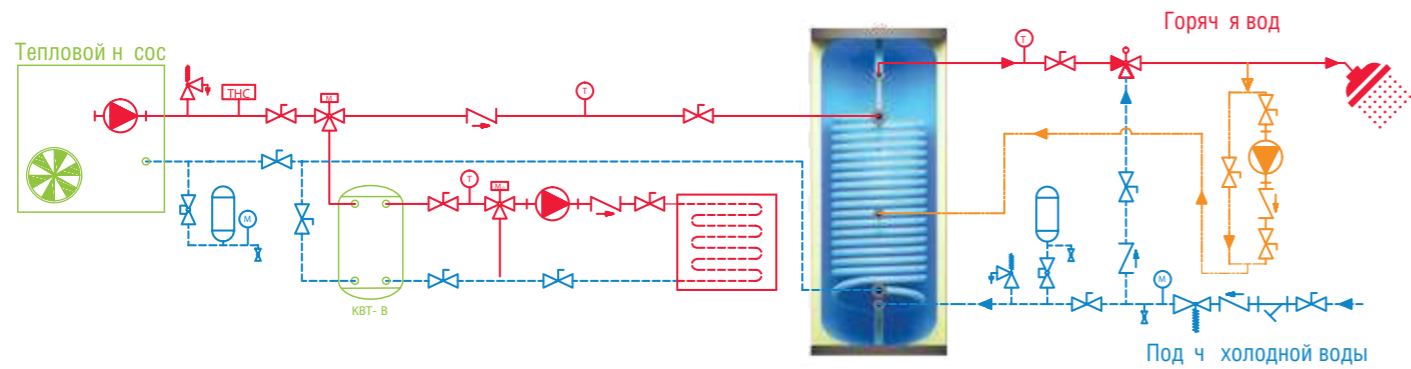 Горяч я вод
Тепловой н сос
ТНС
М
Т
Т
Т
М
М
М
М
КВТ- В
Под ч холодной воды